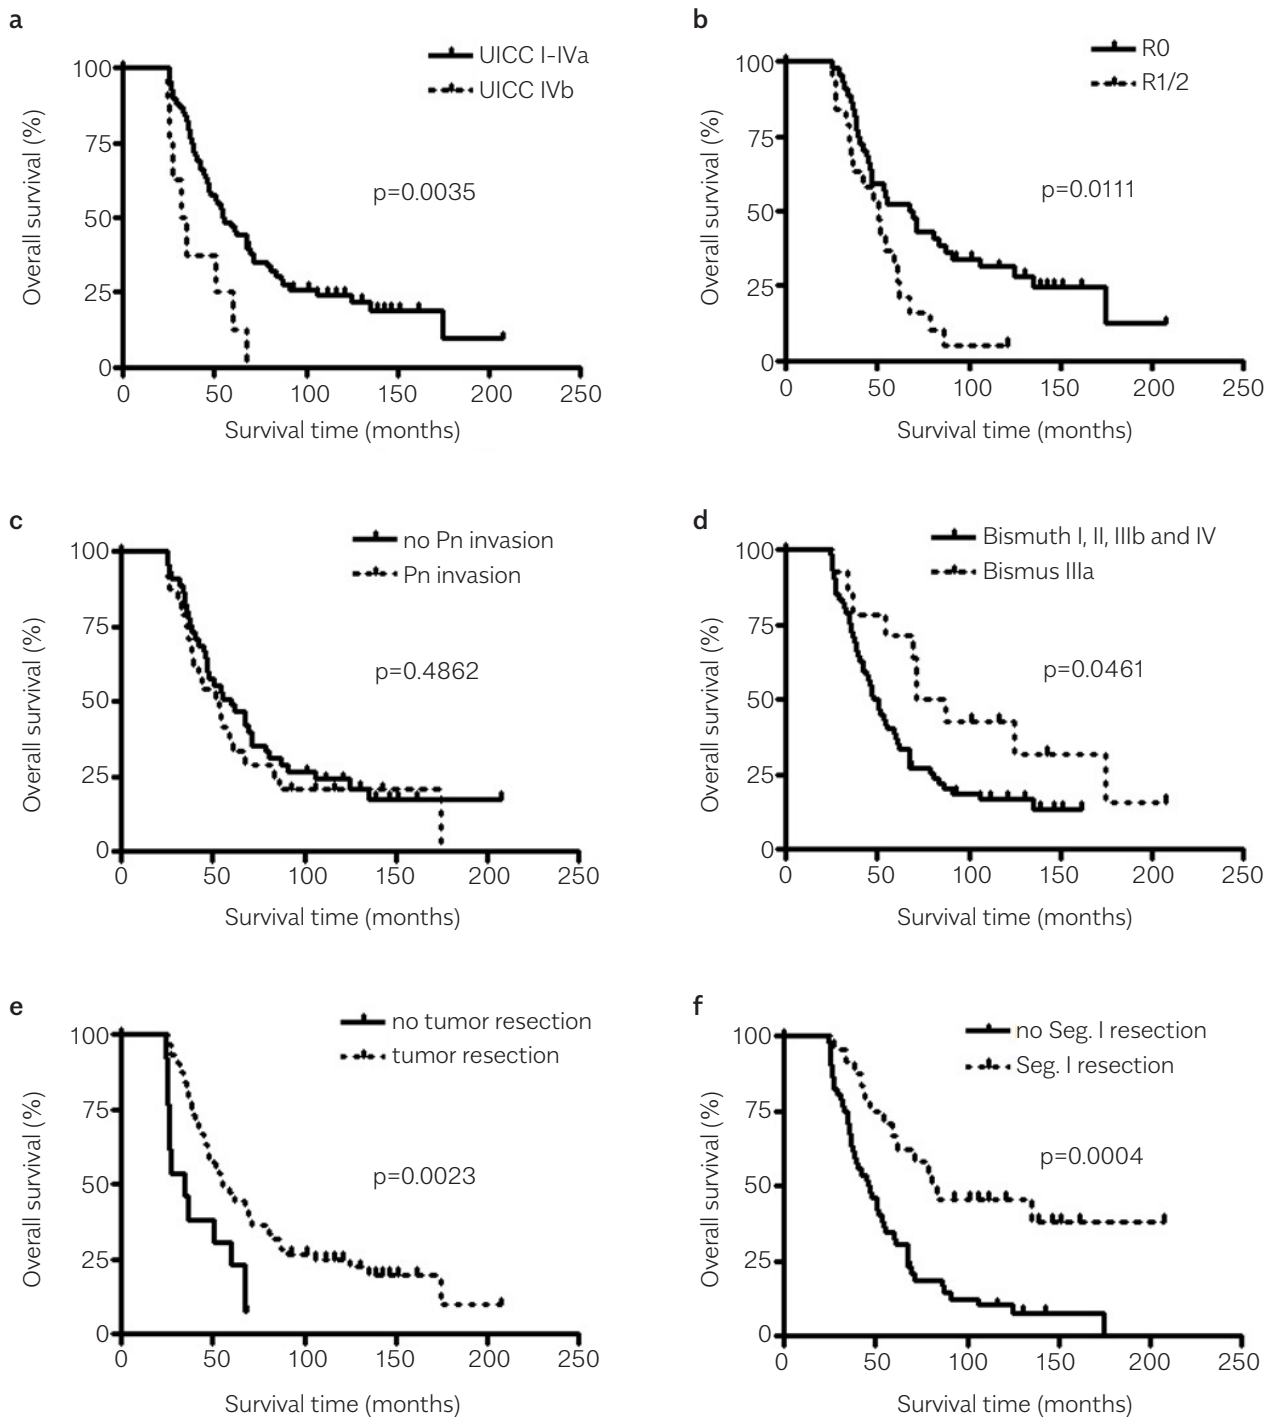 a
UICC I-IVa
UICC IVb
100
75
50
25
0
Overall survival (%)
p=0.0035
0 50 100 150 200 250
Survival time (months)
b
R0
R1/2
100
75
50
25
0
Overall survival (%)
p=0.0111
0 50 100 150 200 250
Survival time (months)
c
no Pn invasion
Pn invasion
100
75
50
25
0
Overall survival (%)
p=0.4862
0 50 100 150 200 250
Survival time (months)
d
Bismuth I, II, IIIb and IV
Bismus IIIa
100
75
50
25
0
Overall survival (%)
p=0.0461
0 50 100 150 200 250
Survival time (months)
e
no tumor resection
tumor resection
100
75
50
25
0
Overall survival (%)
p=0.0023
0 50 100 150 200 250
Survival time (months)
f
no Seg. I resection
Seg. I resection
100
75
50
25
0
Overall survival (%)
p=0.0004
0 50 100 150 200 250
Survival time (months)